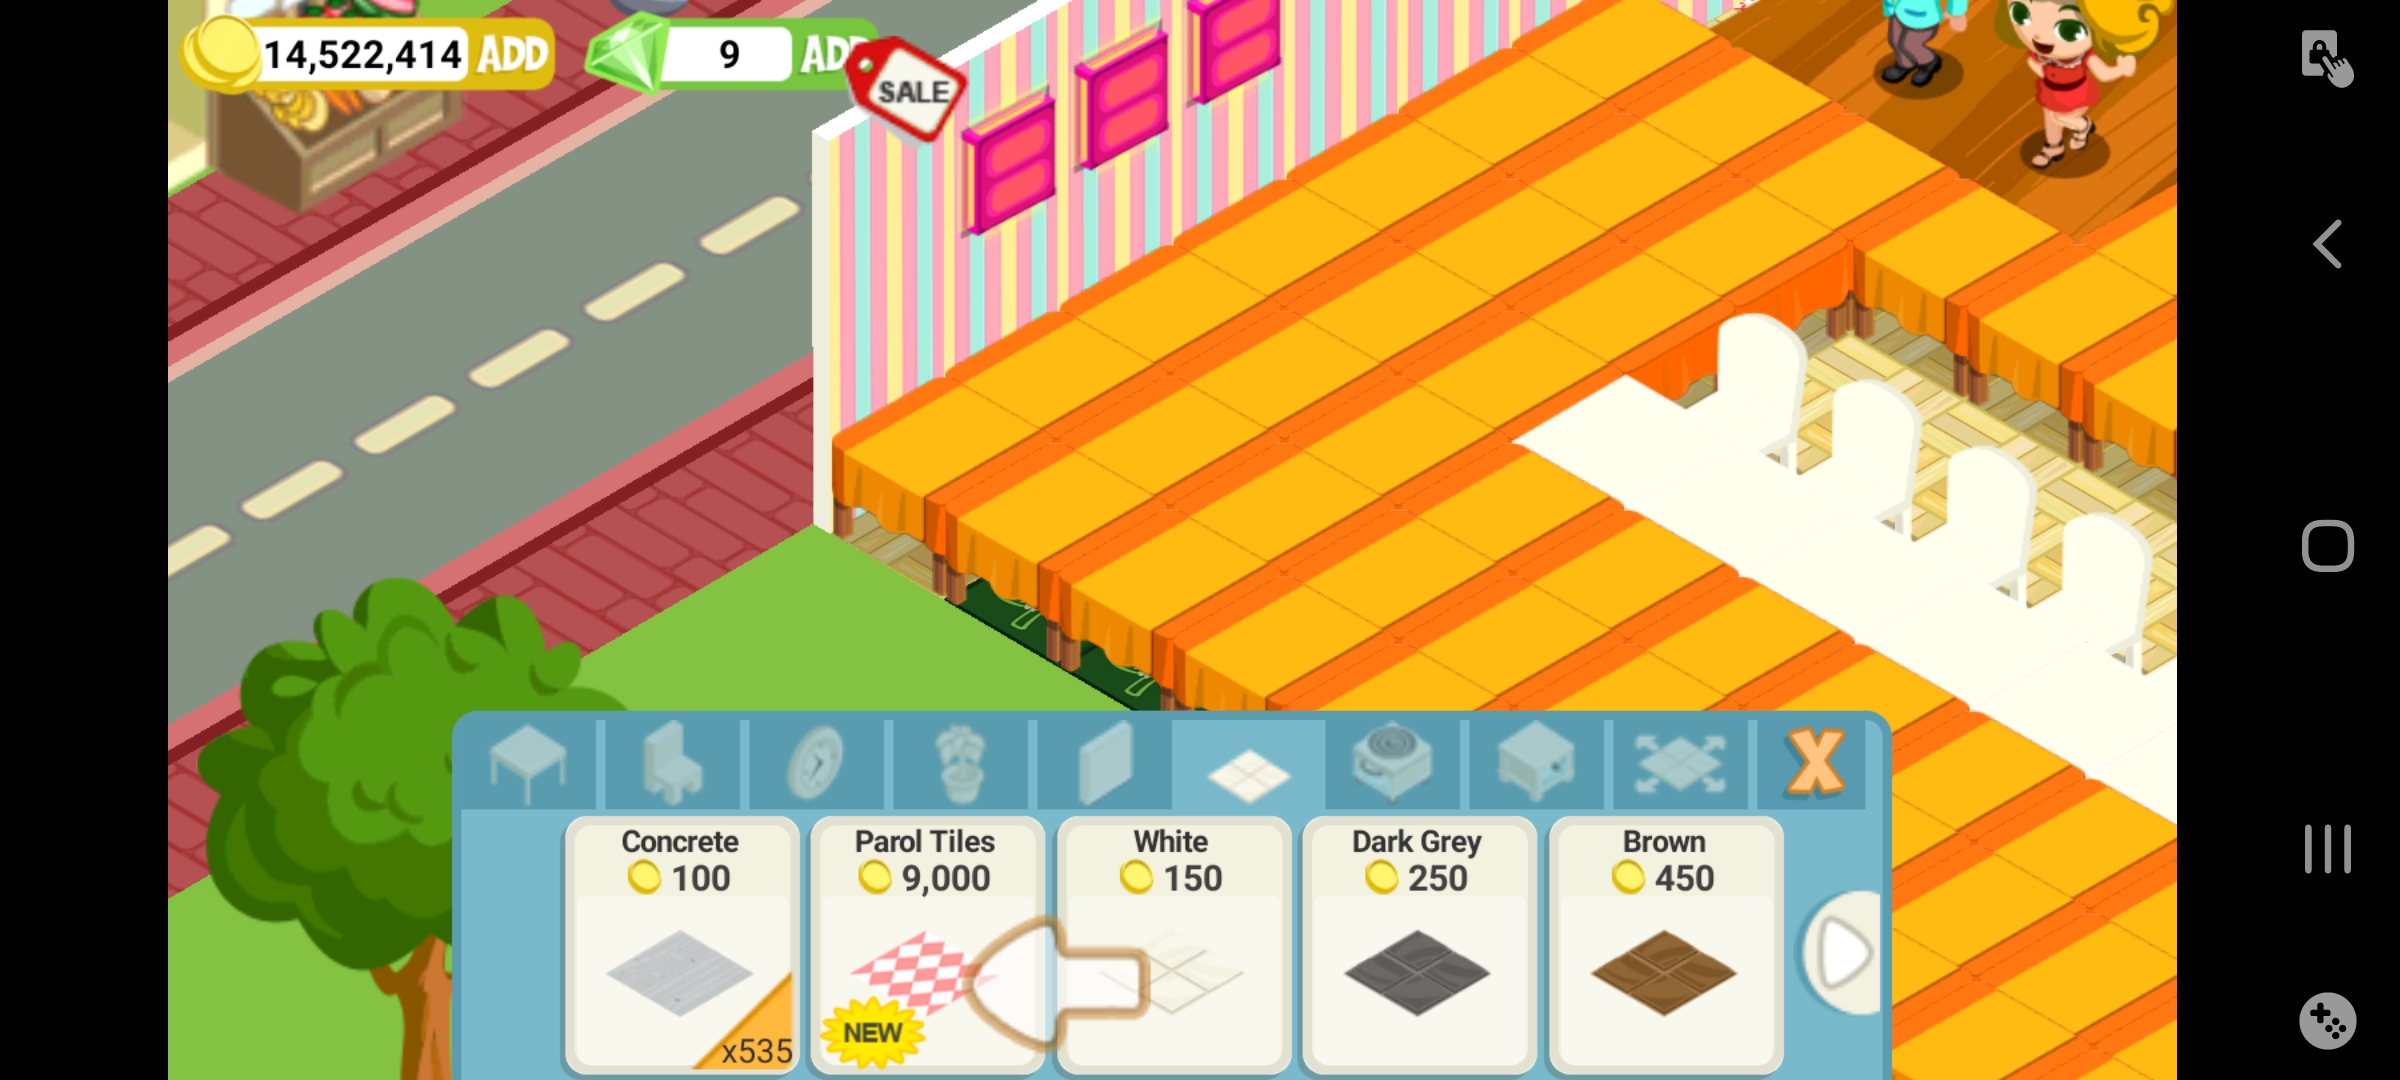 14,522,414 ADD
9 ADD
SALE
Concrete
100
x535
Parol Tiles
9,000
NEW
White
150
Dark Grey
250
Brown
450
X